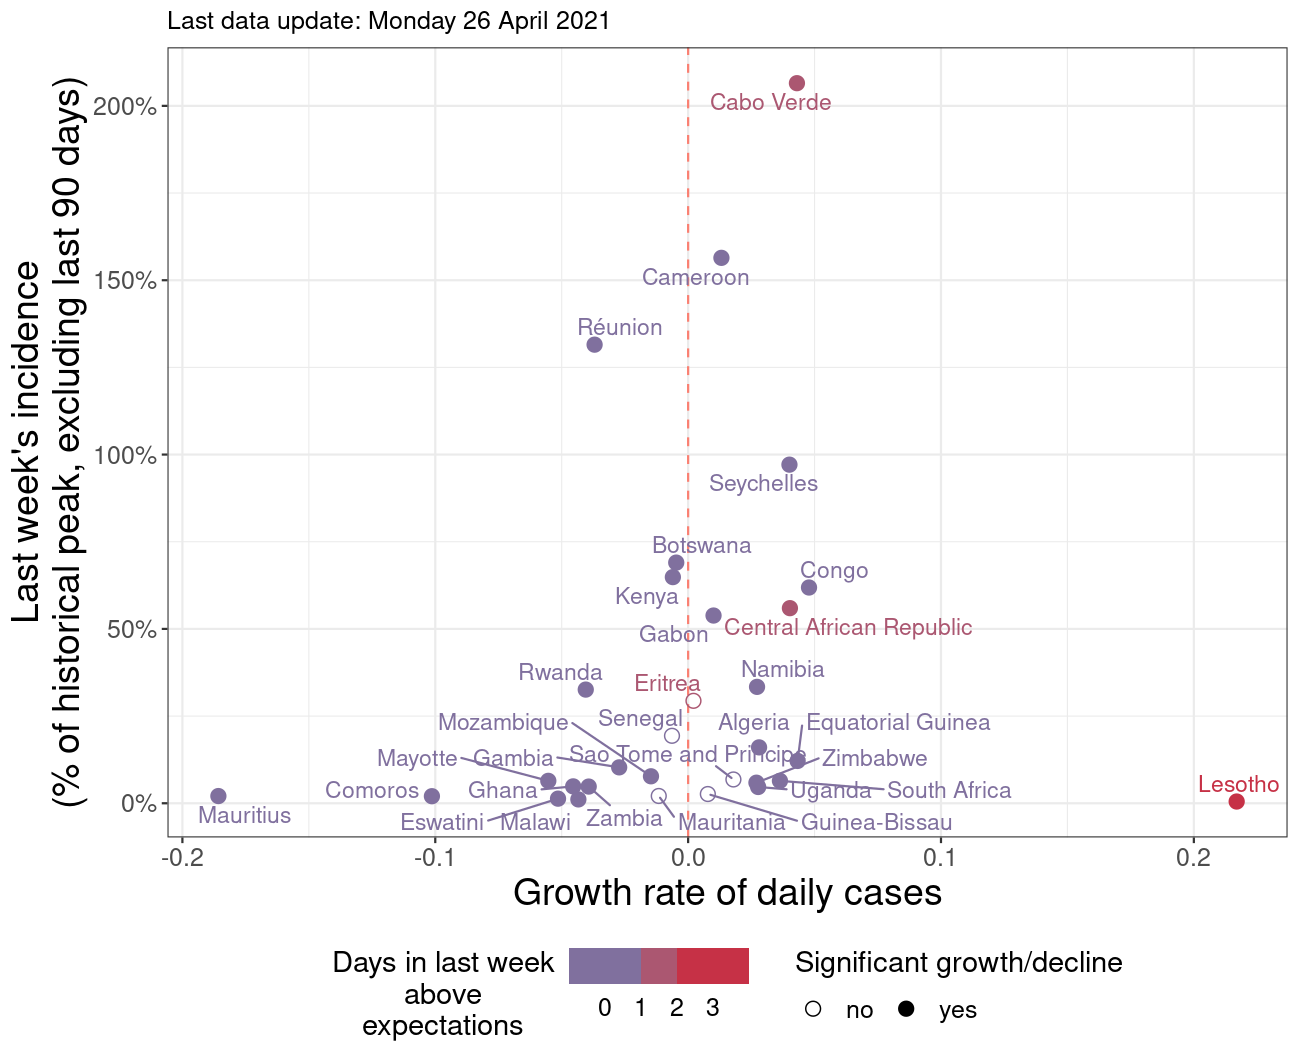 Last data update: Monday 26 April 2021
Last week's incidence
(% of historical peak, excluding last 90 days)
200%
150%
100%
50%
0%
Cabo Verde
Cameroon
Réunion
Seychelles
Botswana
Congo
Kenya
Central African Republic
Gabon
Rwanda
Namibia
Eritrea
Mozambique
Senegal
Algeria
Equatorial Guinea
Mayotte
Gambia
Sao Tome and Principe
Zimbabwe
Comoros
Ghana
Uganda
South Africa
Lesotho
Mauritius
Eswatini
Malawi
Zambia
Mauritania
Guinea-Bissau
-0.2 -0.1 0.0 0.1 0.2
Growth rate of daily cases
Days in last week
above
expectations
0 1 2 3
Significant growth/decline
no yes